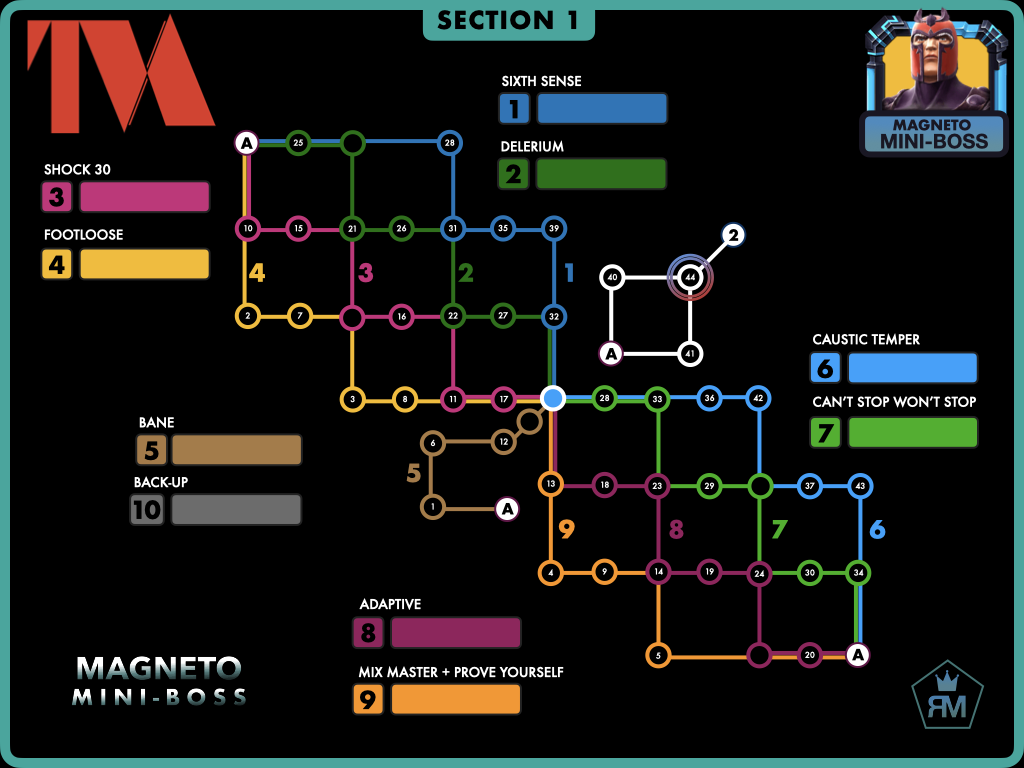 SECTION 1
TM
MAGNETO
MINI-BOSS
SIXTH SENSE
1
DELERIUM
2
SHOCK 30
3
FOOTLOOSE
4
A 25 28
10 15 21 26 31 35 39
4 3 2 1
2 7 16 22 27 32
3 8 11 17 28 33 36 42
2
40 44
A 41
CAUSTIC TEMPER
6
CAN'T STOP WON'T STOP
7
BANE
5
BACK-UP
10
6 12
5
1 A
13 18 23 29 37 43
9 8 7 6
4 9 14 19 24 30 34
5 20 A
ADAPTIVE
8
MIX MASTER + PROVE YOURSELF
9
MAGNETO
MINI-BOSS
RM